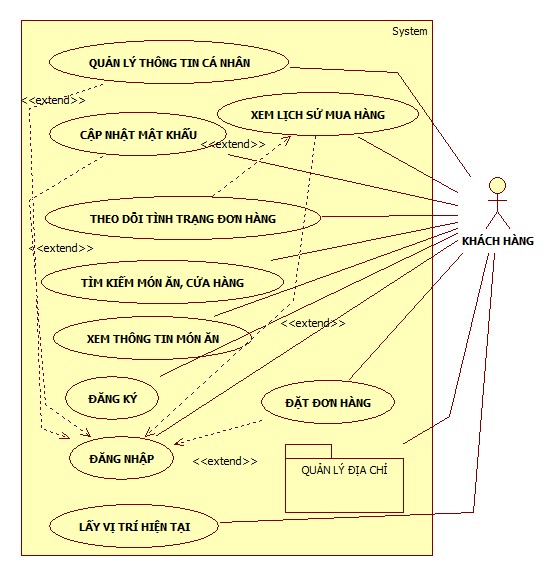 System
QUẢN LÝ THÔNG TIN CÁ NHÂN
<<extend>>
XEM LỊCH SỬ MUA HÀNG
CẬP NHẬT MẬT KHẨU
<<extend>>
THEO DÕI TÌNH TRẠNG ĐƠN HÀNG
KHÁCH HÀNG
<<extend>>
TÌM KIẾM MÓN ĂN, CỬA HÀNG
<<extend>>
XEM THÔNG TIN MÓN ĂN
ĐĂNG KÝ
ĐẶT ĐƠN HÀNG
ĐĂNG NHẬP
<<extend>>
QUẢN LÝ ĐỊA CHỈ
LẤY VỊ TRÍ HIỆN TẠI